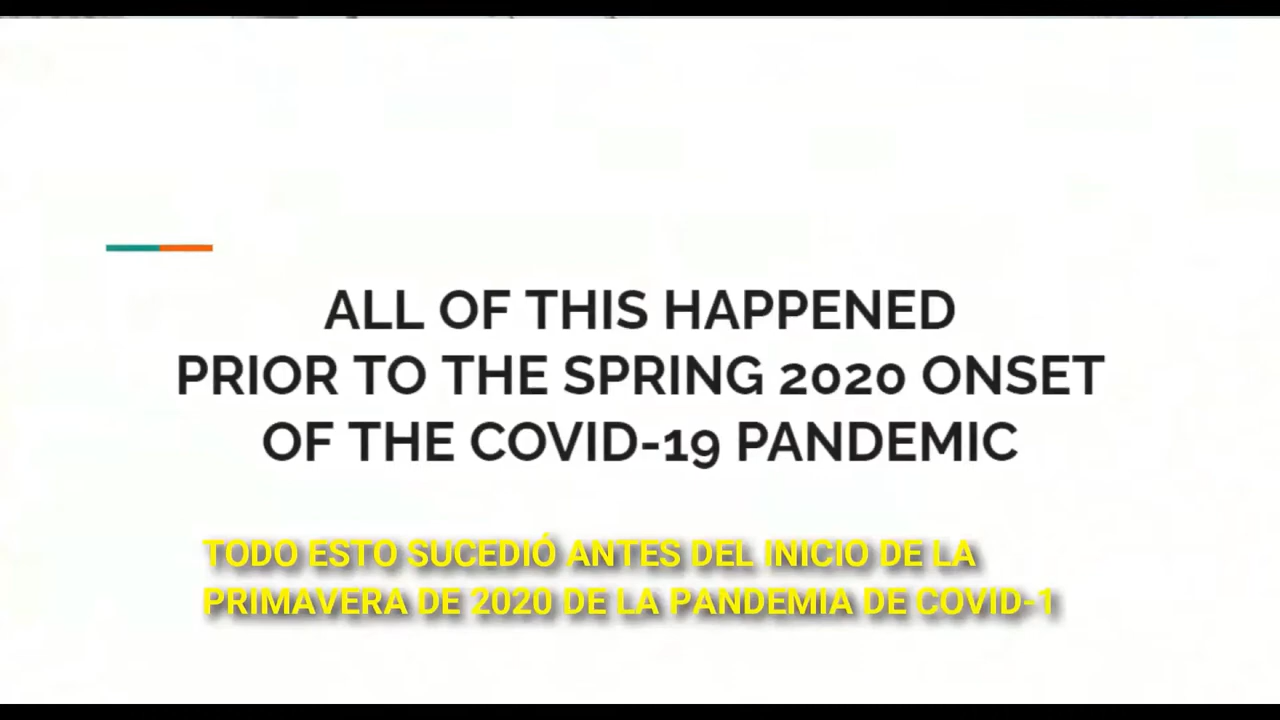 ALL OF THIS HAPPENED
PRIOR TO THE SPRING 2020 ONSET
OF THE COVID-19 PANDEMIC
TODO ESTO SUCEDIÓ ANTES DEL INICIO DE LA
PRIMAVERA DE 2020 DE LA PANDEMIA DE COVID-1